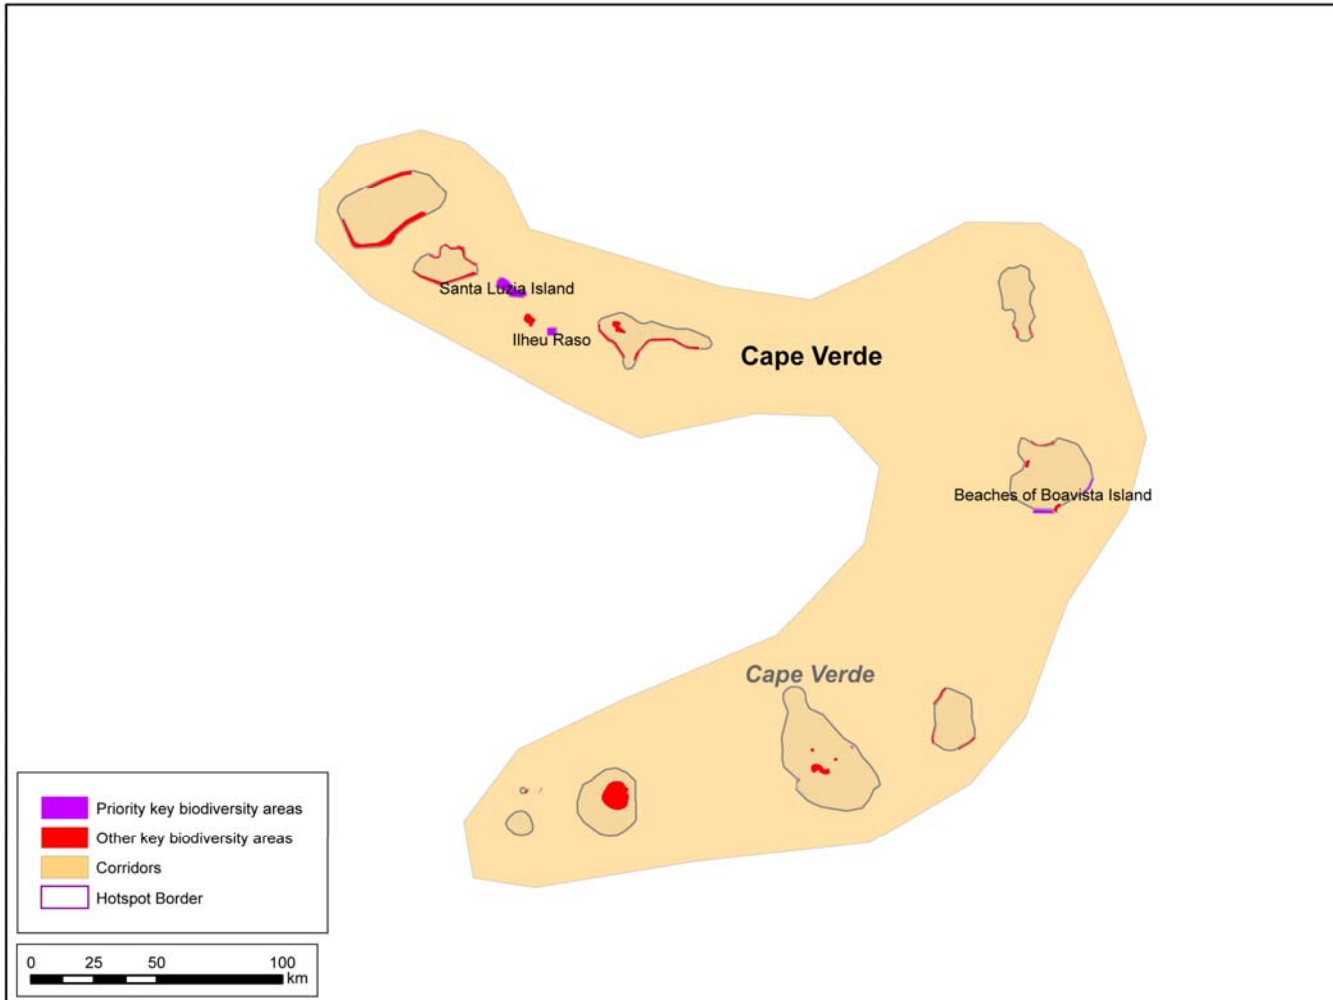 Santa Luzia Island
Ilheu Raso
Cape Verde
Beaches of Boavista Island
Cape Verde
Priority key biodiversity areas
Other key biodiversity areas
Corridors
Hotspot Border
0 25 50 100
km